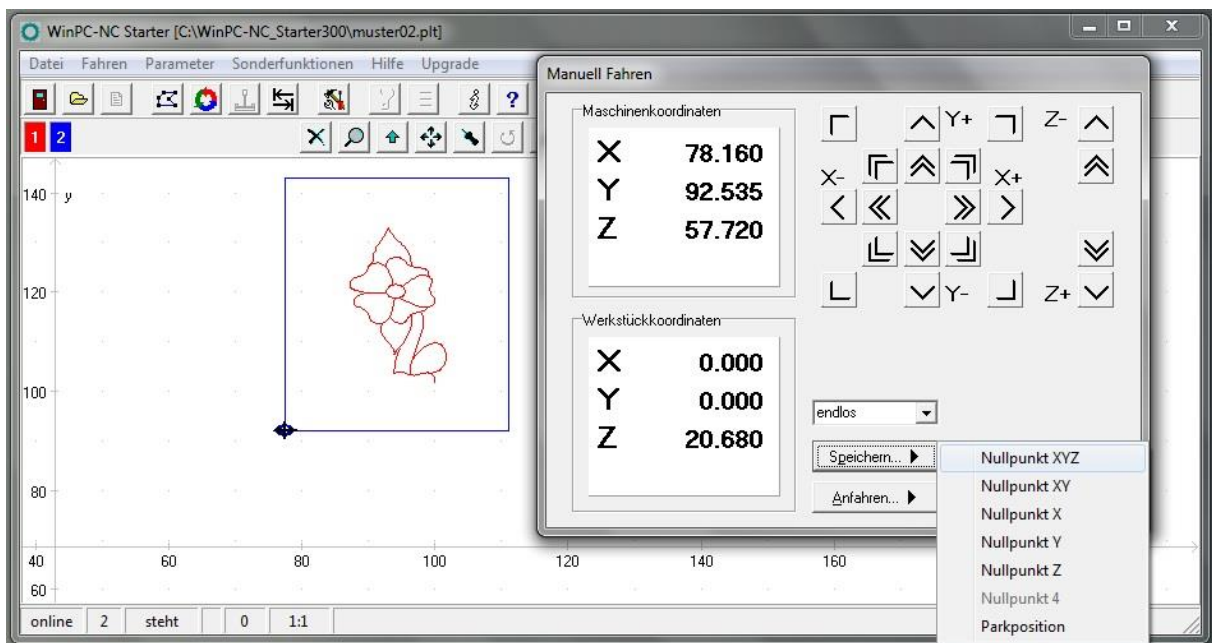 WinPC-NC Starter [C:\WinPC-NC_Starter300\muster02.plt]
Datei Fahren Parameter Sonderfunktionen Hilfe Upgrade
1 2
140 y
120
100
80
40 60 80 100 120 140 160
60
online 2 steht 0 1:1
Manuell Fahren
Maschinenkoordinaten
X 78.160
Y 92.535
Z 57.720
Werkstückkoordinaten
X 0.000
Y 0.000
Z 20.680
Y+ Z-
X- X+
Y- Z+
endlos
Speichern...
Anfahren...
Nullpunkt XYZ
Nullpunkt XY
Nullpunkt X
Nullpunkt Y
Nullpunkt Z
Nullpunkt 4
Parkposition